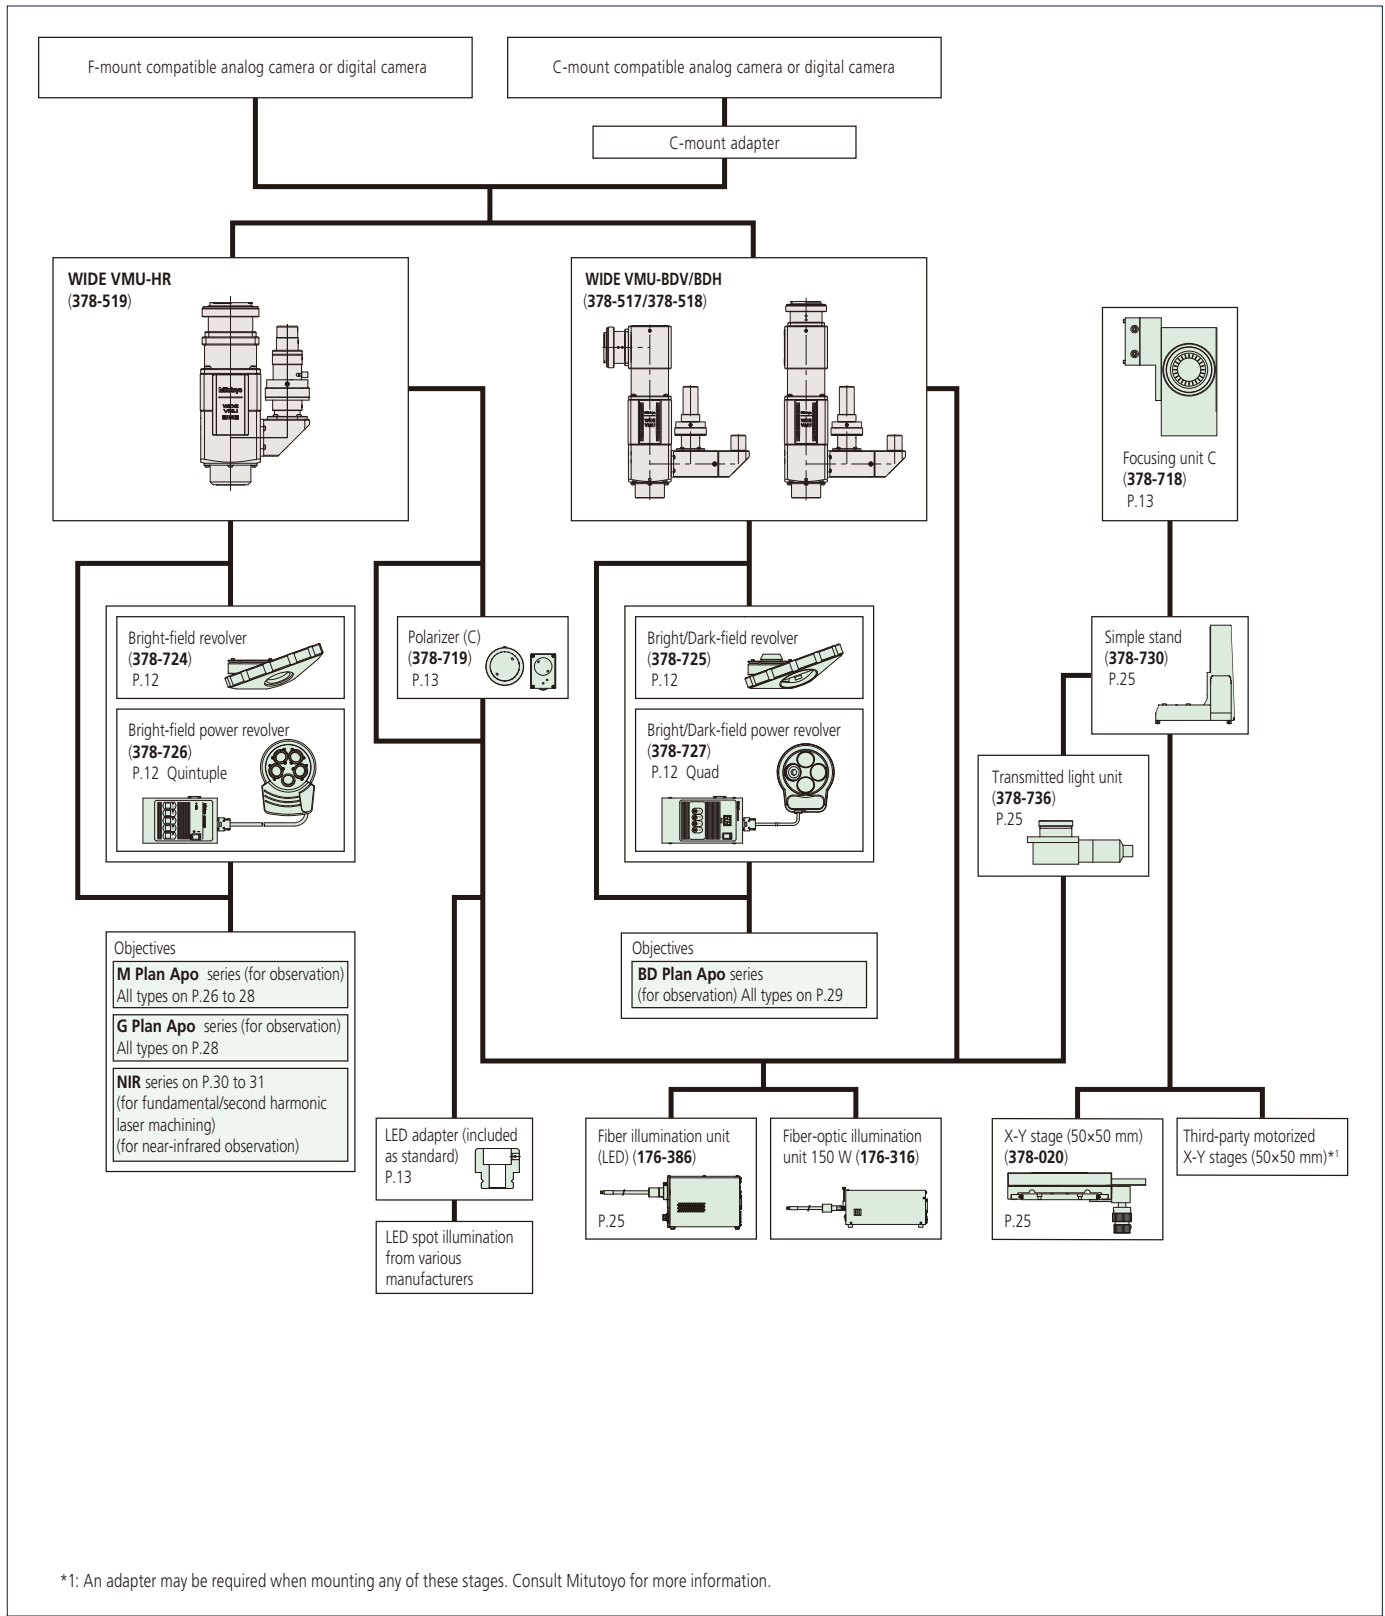 F-mount compatible analog camera or digital camera
C-mount compatible analog camera or digital camera
C-mount adapter
WIDE VMU-HR
(378-519)
Mitutoyo
WIDE
VMU
WIDE VMU-BDV/BDH
(378-517/378-518)
WIDE
VMU
WIDE
VMU
Focusing unit C
(378-718)
P.13
Bright-field revolver
(378-724)
P.12
Bright-field power revolver
(378-726)
P.12 Quintuple
Polarizer (C)
(378-719)
P.13
Bright/Dark-field revolver
(378-725)
P.12
Bright/Dark-field power revolver
(378-727)
P.12 Quad
Simple stand
(378-730)
P.25
Transmitted light unit
(378-736)
P.25
Objectives
M Plan Apo series (for observation)
All types on P.26 to 28
G Plan Apo series (for observation)
All types on P.28
NIR series on P.30 to 31
(for fundamental/second harmonic
laser machining)
(for near-infrared observation)
Objectives
BD Plan Apo series
(for observation) All types on P.29
LED adapter (included
as standard)
P.13
LED spot illumination
from various
manufacturers
Fiber illumination unit
(LED) (176-386)
P.25
Fiber-optic illumination
unit 150 W (176-316)
X-Y stage (50×50 mm)
(378-020)
P.25
Third-party motorized
X-Y stages (50×50 mm)*1
*1: An adapter may be required when mounting any of these stages. Consult Mitutoyo for more information.